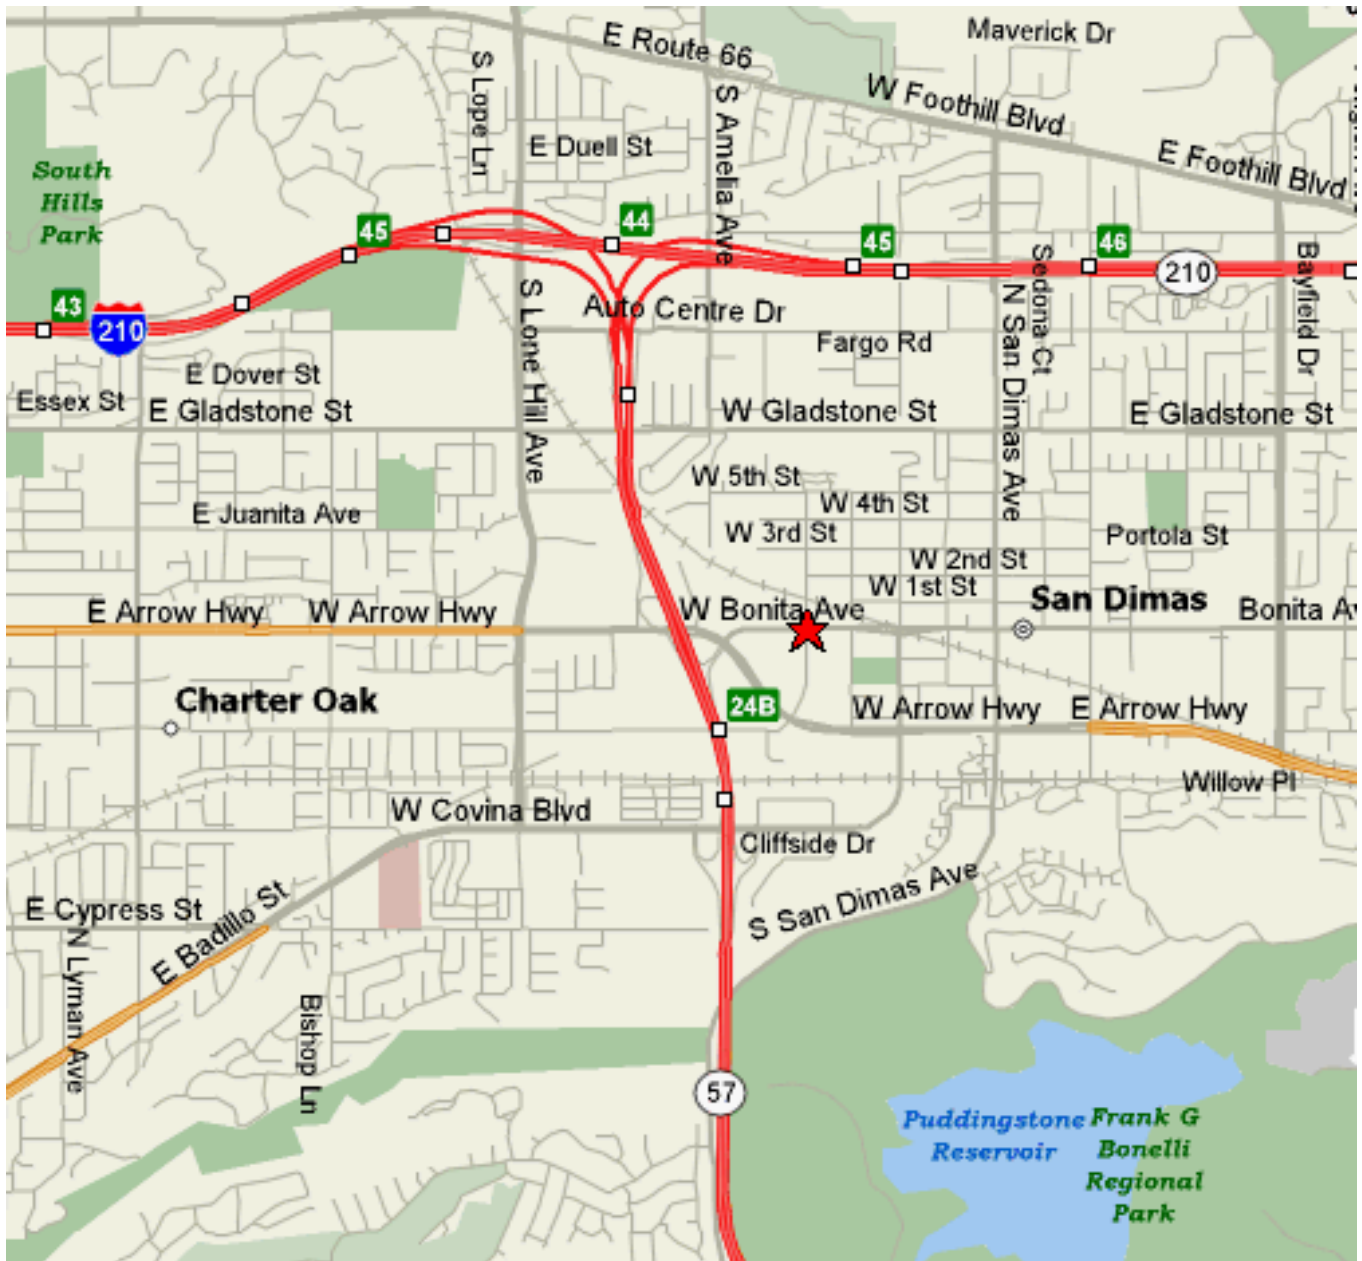 E Route 66
Maverick Dr
S Lope Ln
W Foothill Blvd
S Amelia Ave
E Duell St
E Foothill Blvd
South
Hills
Park
45
44
45
46
210
43
210
Sedona Ct
Bayfield Dr
S Lone Hill Ave
Auto Centre Dr
N San Dimas Ave
Fargo Rd
E Dover St
Essex St
E Gladstone St
W Gladstone St
E Gladstone St
W 5th St
W 4th St
E Juanita Ave
W 3rd St
Portola St
W 2nd St
W 1st St
San Dimas
E Arrow Hwy
W Arrow Hwy
W Bonita Ave
Bonita Av
Charter Oak
24B
W Arrow Hwy
E Arrow Hwy
Willow Pl
W Covina Blvd
Cliffside Dr
S San Dimas Ave
E Cypress St
E Badillo St
N Lyman Ave
Bishop Ln
57
Puddingstone
Reservoir
Frank G
Bonelli
Regional
Park